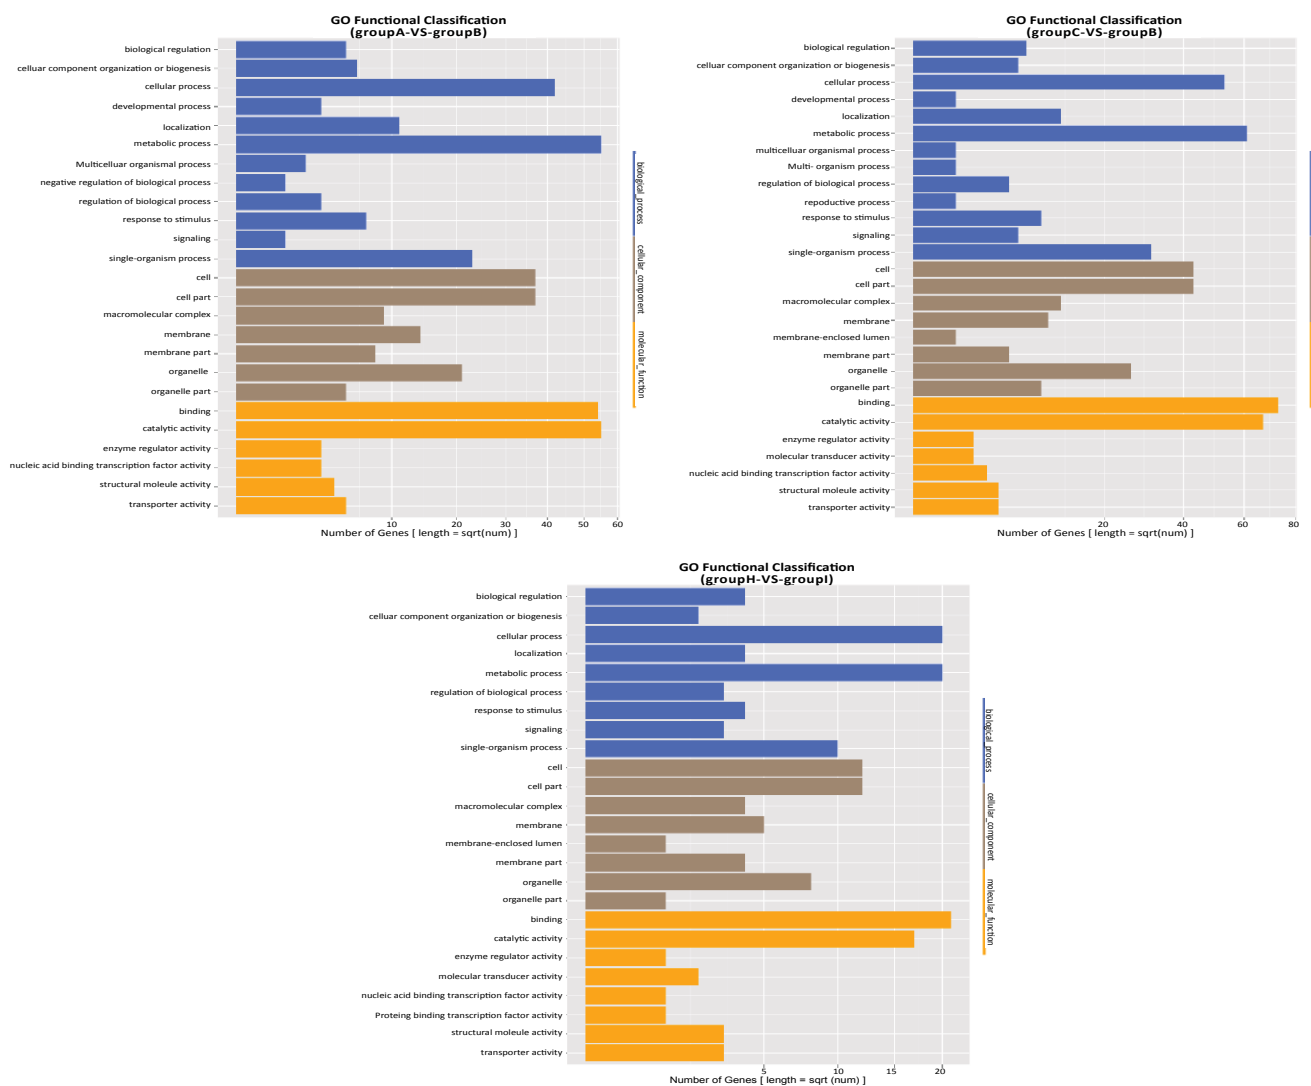 GO Functional Classification
(groupA-VS-groupB)
biological regulation
celluar component organization or biogenesis
cellular process
developmental process
localization
metabolic process
Multicelluar organismal process
negative regulation of biological process
regulation of biological process
response to stimulus
signaling
single-organism process
cell
cell part
macromolecular complex
membrane
membrane part
organelle
organelle part
binding
catalytic activity
enzyme regulator activity
nucleic acid binding transcription factor activity
structural moleule activity
transporter activity
10 20 30 40 50 60
Number of Genes [ length = sqrt(num) ]
biological_process
cellular_component
molecular_function
GO Functional Classification
(groupC-VS-groupB)
biological regulation
celluar component organization or biogenesis
cellular process
developmental process
localization
metabolic process
multicelluar organismal process
Multi- organism process
regulation of biological process
repoductive process
response to stimulus
signaling
single-organism process
cell
cell part
macromolecular complex
membrane
membrane-enclosed lumen
membrane part
organelle
organelle part
binding
catalytic activity
enzyme regulator activity
molecular transducer activity
nucleic acid binding transcription factor activity
structural moleule activity
transporter activity
20 40 60 80
Number of Genes [ length = sqrt(num) ]
GO Functional Classification
(groupH-VS-groupI)
biological regulation
celluar component organization or biogenesis
cellular process
localization
metabolic process
regulation of biological process
response to stimulus
signaling
single-organism process
cell
cell part
macromolecular complex
membrane
membrane-enclosed lumen
membrane part
organelle
organelle part
binding
catalytic activity
enzyme regulator activity
molecular transducer activity
nucleic acid binding transcription factor activity
Proteing binding transcription factor activity
structural moleule activity
transporter activity
5 10 15 20
Number of Genes [ length = sqrt (num) ]
biological_process
cellular_component
molecular_function